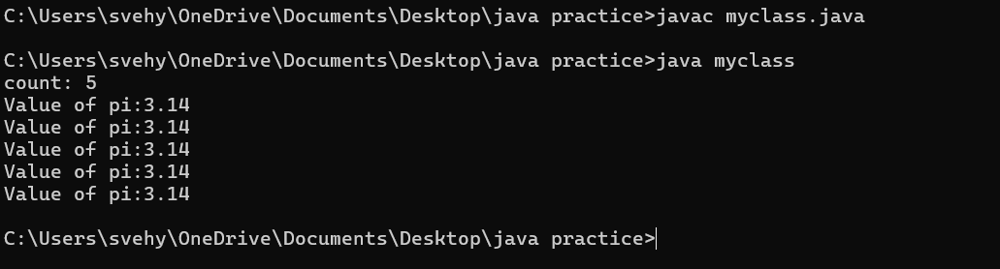 C:\Users\svehy\OneDrive\Documents\Desktop\java practice>javac myclass.java
C:\Users\svehy\OneDrive\Documents\Desktop\java practice>java myclass
count: 5
Value of pi:3.14
Value of pi:3.14
Value of pi:3.14
Value of pi:3.14
Value of pi:3.14
C:\Users\svehy\OneDrive\Documents\Desktop\java practice>